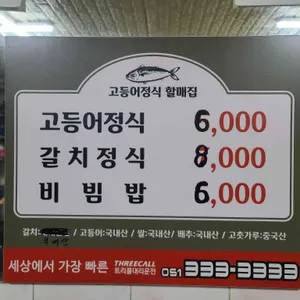 고등어정식 할매집
고등어정식 6,000
갈치정식 8,000
비빔밥 6,000
갈치: / 고등어:국내산 / 쌀:국내산/ 배추:국내산 / 고춧가루:중국산
세상에서 가장 빠른 THREECALL 트리콜대리운전 051 333-3333